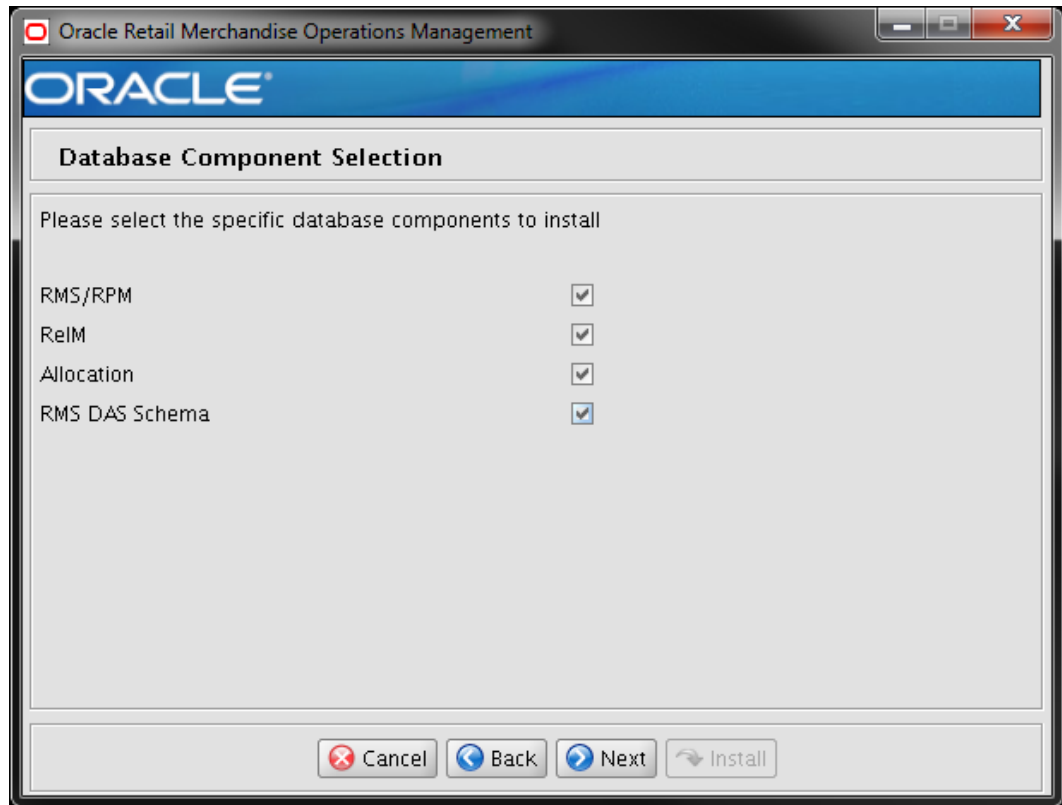 Oracle Retail Merchandise Operations Management
ORACLE®
Database Component Selection
Please select the specific database components to install
RMS/RPM
ReIM
Allocation
RMS DAS Schema
Cancel Back Next Install